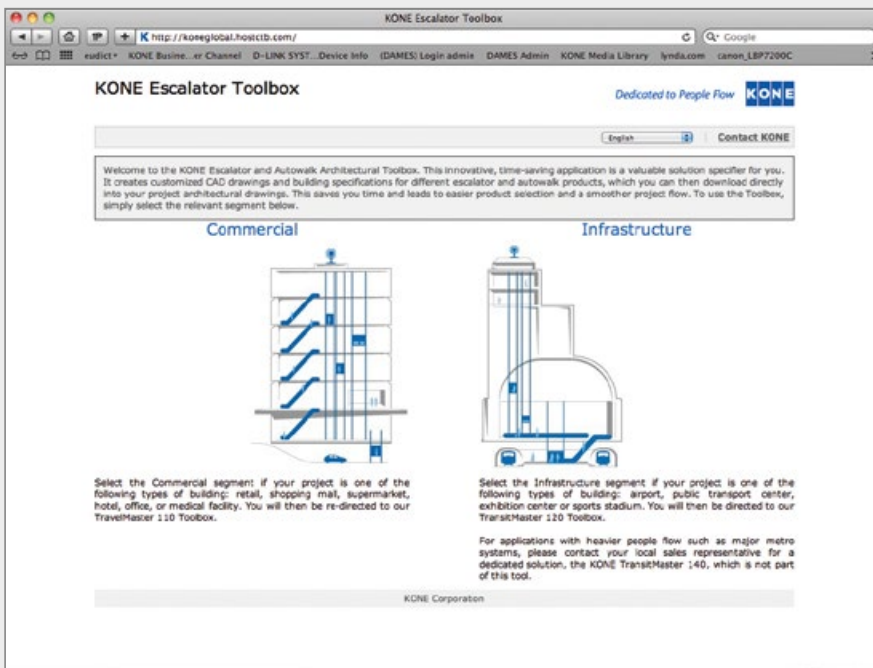 KONE Escalator Toolbox
http://koneglobal.hostctb.com/
Google
eudict KONE Busine...er Channel D-LINK SYST...Device Info (DAMES) Login admin DAMES Admin KONE Media Library lynda.com canon_LBP7200C
KONE Escalator Toolbox
Dedicated to People Flow KONE
English Contact KONE
Welcome to the KONE Escalator and Autowalk Architectural Toolbox. This innovative, time-saving application is a valuable solution specifier for you.
It creates customized CAD drawings and building specifications for different escalator and autowalk products, which you can then download directly
into your project architectural drawings. This saves you time and leads to easier product selection and a smoother project flow. To use the Toolbox,
simply select the relevant segment below.
Commercial
Select the Commercial segment if your project is one of the
following types of building: retail, shopping mall, supermarket,
hotel, office, or medical facility. You will then be re-directed to our
TravelMaster 110 Toolbox.
Infrastructure
Select the Infrastructure segment if your project is one of the
following types of building: airport, public transport center,
exhibition center or sports stadium. You will then be directed to our
TransitMaster 120 Toolbox.
For applications with heavier people flow such as major metro
systems, please contact your local sales representative for a
dedicated solution, the KONE TransitMaster 140, which is not part
of this tool.
KONE Corporation